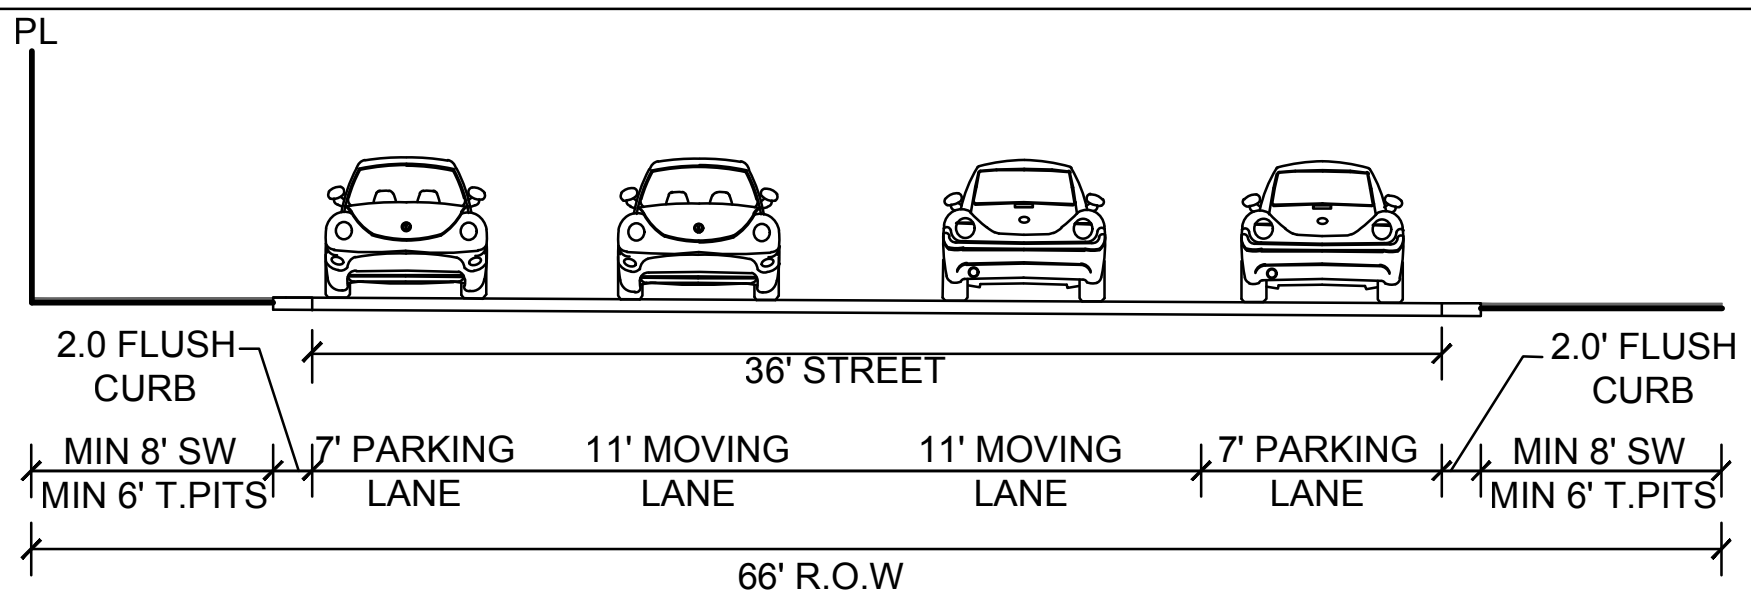 PL
2.0 FLUSH
CURB
36' STREET
2.0' FLUSH
CURB
MIN 8' SW
MIN 6' T.PITS
7' PARKING
LANE
11' MOVING
LANE
11' MOVING
LANE
7' PARKING
LANE
MIN 8' SW
MIN 6' T.PITS
66' R.O.W